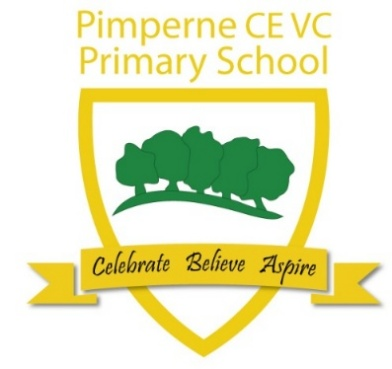 Pimperne CE VC
Primary School
Celebrate Believe Aspire